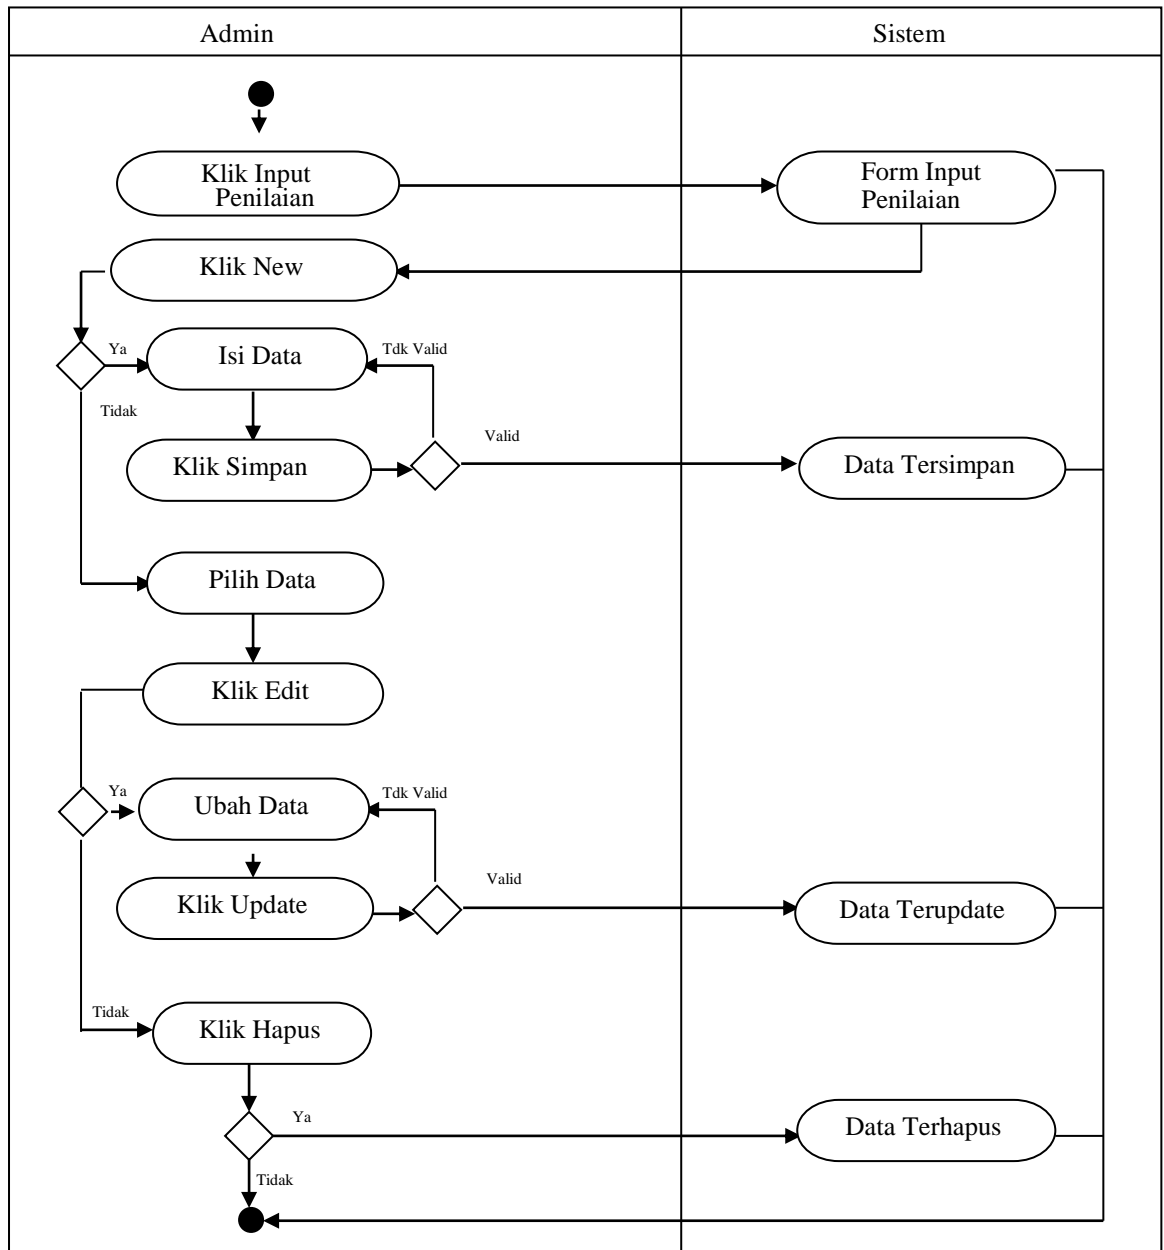 Admin
Sistem
Klik Input
Penilaian
Form Input
Penilaian
Klik New
Ya
Isi Data
Tdk Valid
Tidak
Klik Simpan
Valid
Data Tersimpan
Pilih Data
Klik Edit
Ya
Ubah Data
Tdk Valid
Klik Update
Valid
Data Terupdate
Tidak
Klik Hapus
Ya
Data Terhapus
Tidak